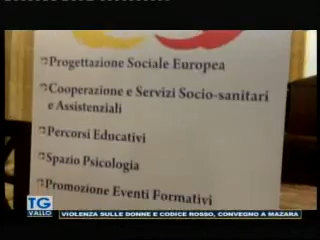 Progettazione Sociale Europea
Cooperazione e Servizi Socio-sanitari
e Assistenziali
Percorsi Educativi
Spazio Psicologia
Promozione Eventi Formativi
TG
VALLO
VIOLENZA SULLE DONNE E CODICE ROSSO, CONVEGNO A MAZARA